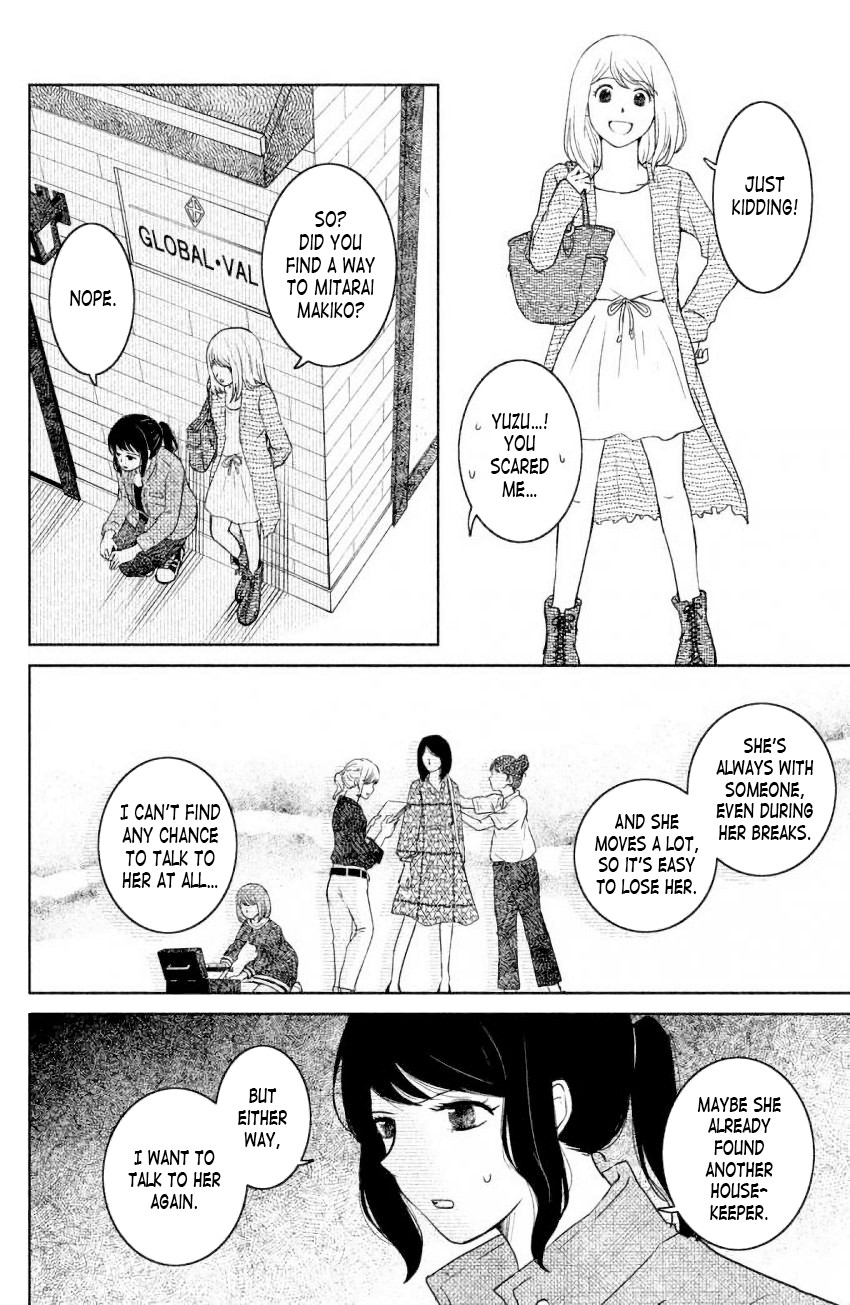 JUST
KIDDING!
YUZU...!
YOU
SCARED
ME...
GLOBAL•VAL
SO?
DID YOU
FIND A WAY
TO MITARAI
MAKIKO?
NOPE.
SHE'S
ALWAYS WITH
SOMEONE,
EVEN DURING
HER BREAKS.
AND SHE
MOVES A LOT,
SO IT'S EASY
TO LOSE HER.
I CAN'T FIND
ANY CHANCE
TO TALK TO
HER AT ALL...
MAYBE SHE
ALREADY
FOUND
ANOTHER
HOUSE-
KEEPER.
BUT
EITHER
WAY,
I WANT TO
TALK TO HER
AGAIN.